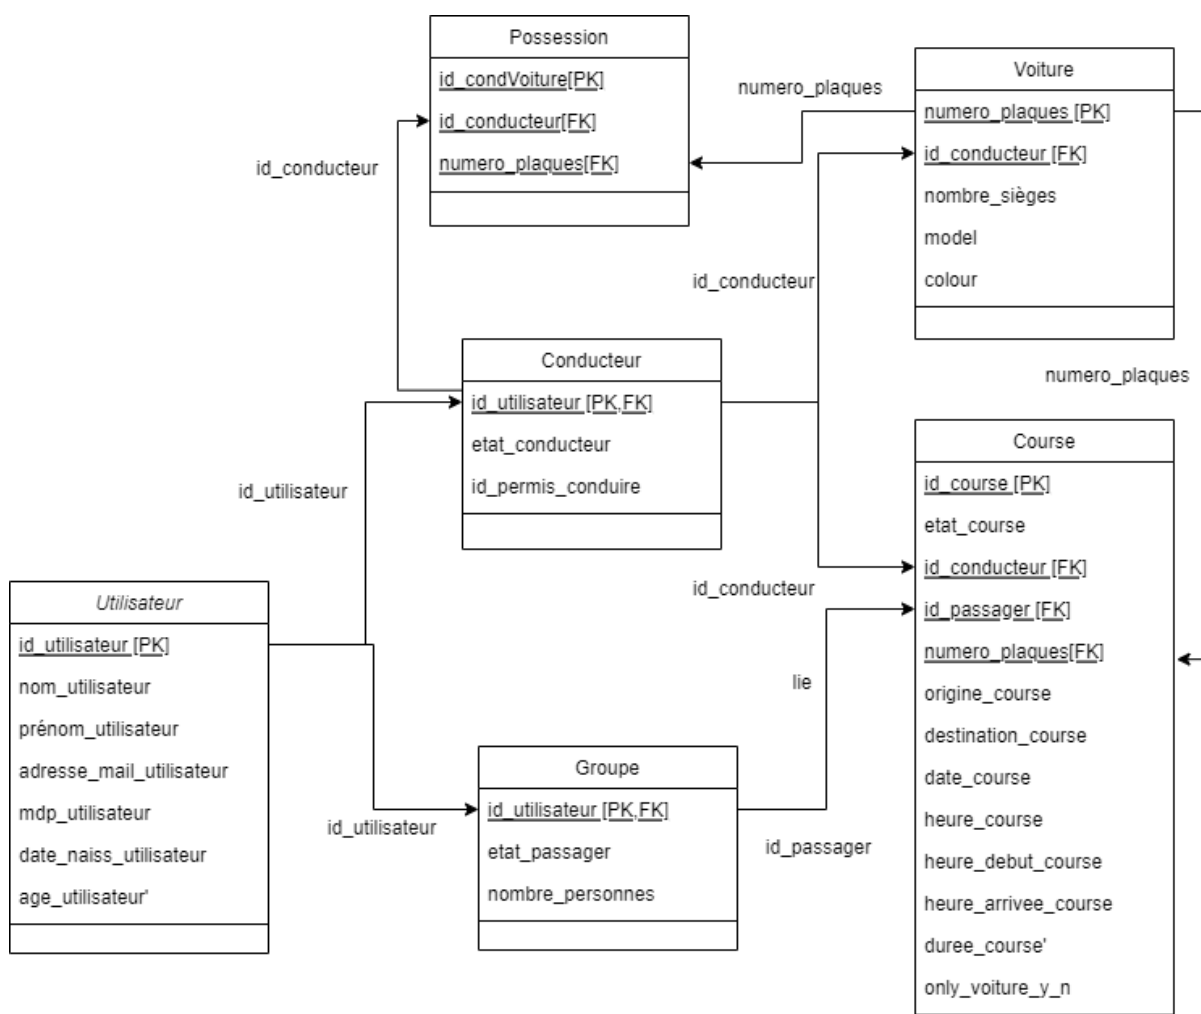 Possession
id_condVoiture[PK]
id_conducteur[FK]
numero_plaques[FK]
numero_plaques
Voiture
numero_plaques [PK]
id_conducteur [FK]
nombre_sièges
model
colour
id_conducteur
id_conducteur
numero_plaques
Conducteur
id_utilisateur [PK,FK]
etat_conducteur
id_permis_conduire
id_utilisateur
id_conducteur
Utilisateur
id_utilisateur [PK]
nom_utilisateur
prénom_utilisateur
adresse_mail_utilisateur
mdp_utilisateur
date_naiss_utilisateur
age_utilisateur'
id_utilisateur
Groupe
id_utilisateur [PK,FK]
etat_passager
nombre_personnes
lie
id_passager
Course
id_course [PK]
etat_course
id_conducteur [FK]
id_passager [FK]
numero_plaques[FK]
origine_course
destination_course
date_course
heure_course
heure_debut_course
heure_arrivee_course
duree_course'
only_voiture_y_n